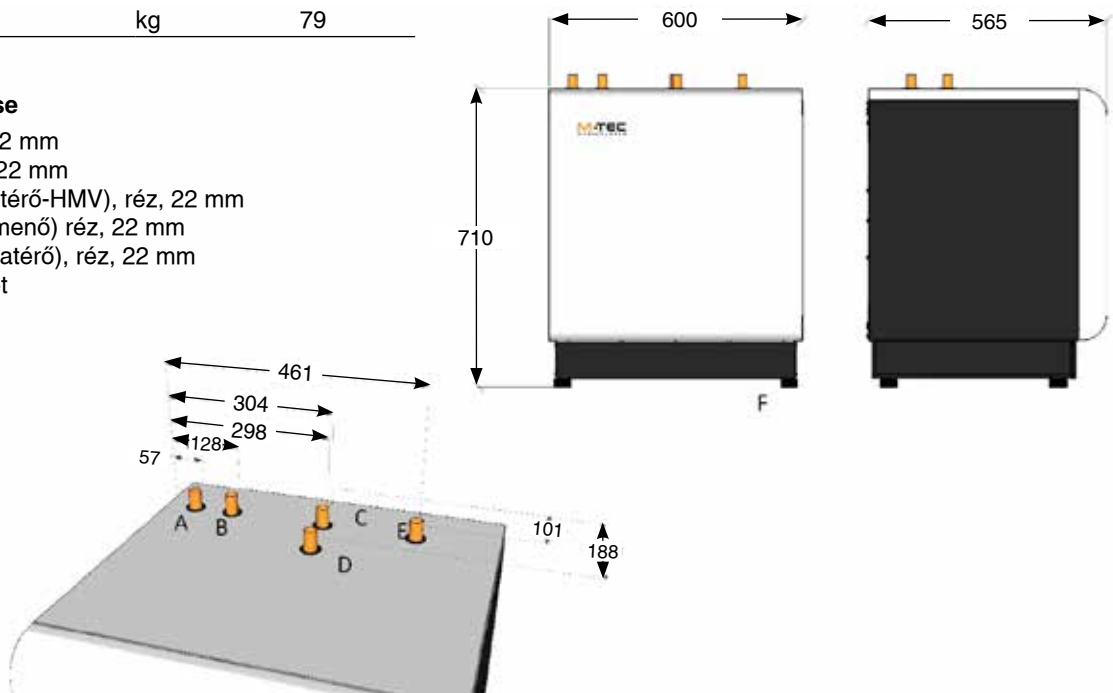 kg 79
se
2 mm
22 mm
térő-HMV), réz, 22 mm
menő) réz, 22 mm
atérő), réz, 22 mm
t
600
565
M-TEC
710
F
461
304
298
128
57
A
B
C
D
E
101
188